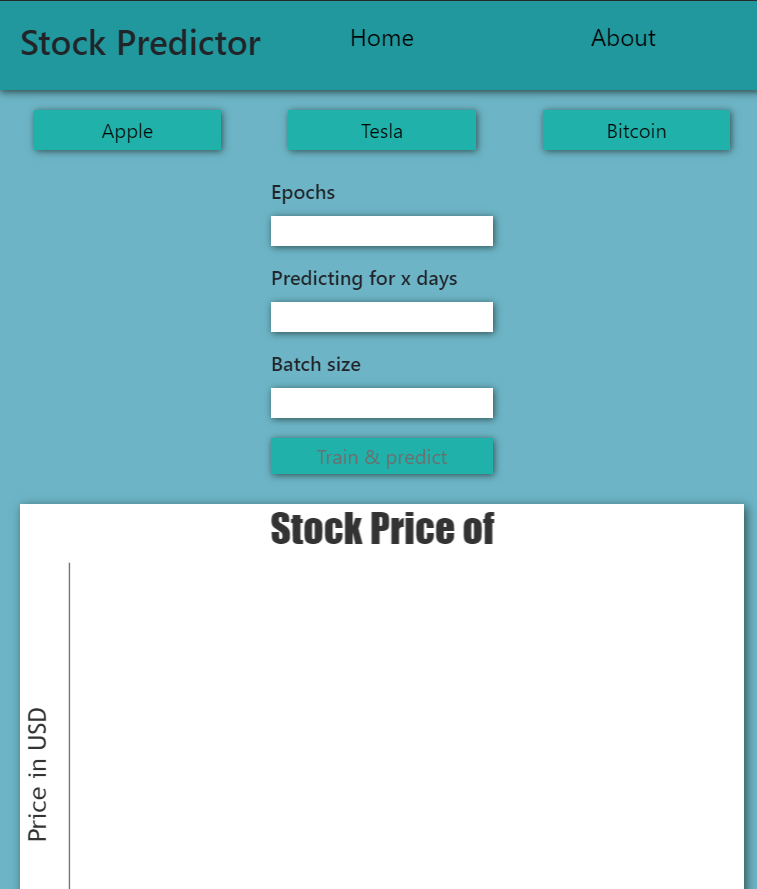 Stock Predictor Home About
Apple Tesla Bitcoin
Epochs
Predicting for x days
Batch size
Train & predict
Stock Price of
Price in USD